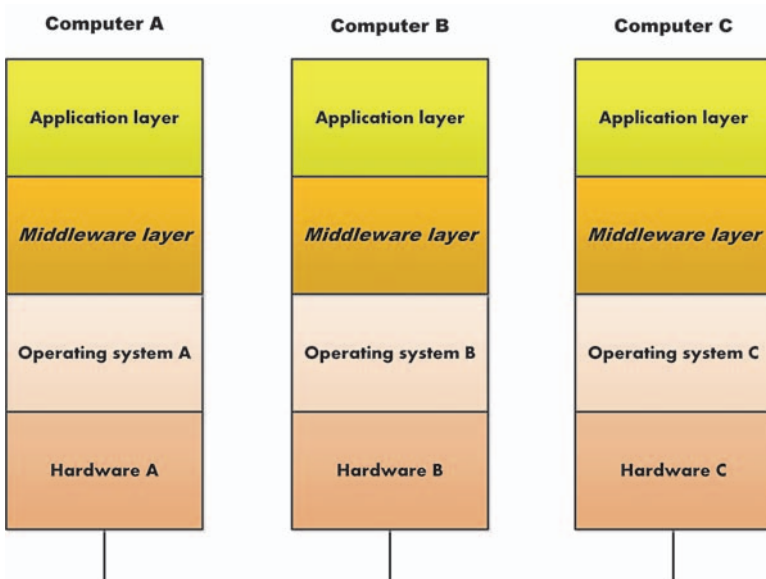 Computer A
Computer B
Computer C
Application layer
Application layer
Application layer
Middleware layer
Middleware layer
Middleware layer
Operating system A
Operating system B
Operating system C
Hardware A
Hardware B
Hardware C